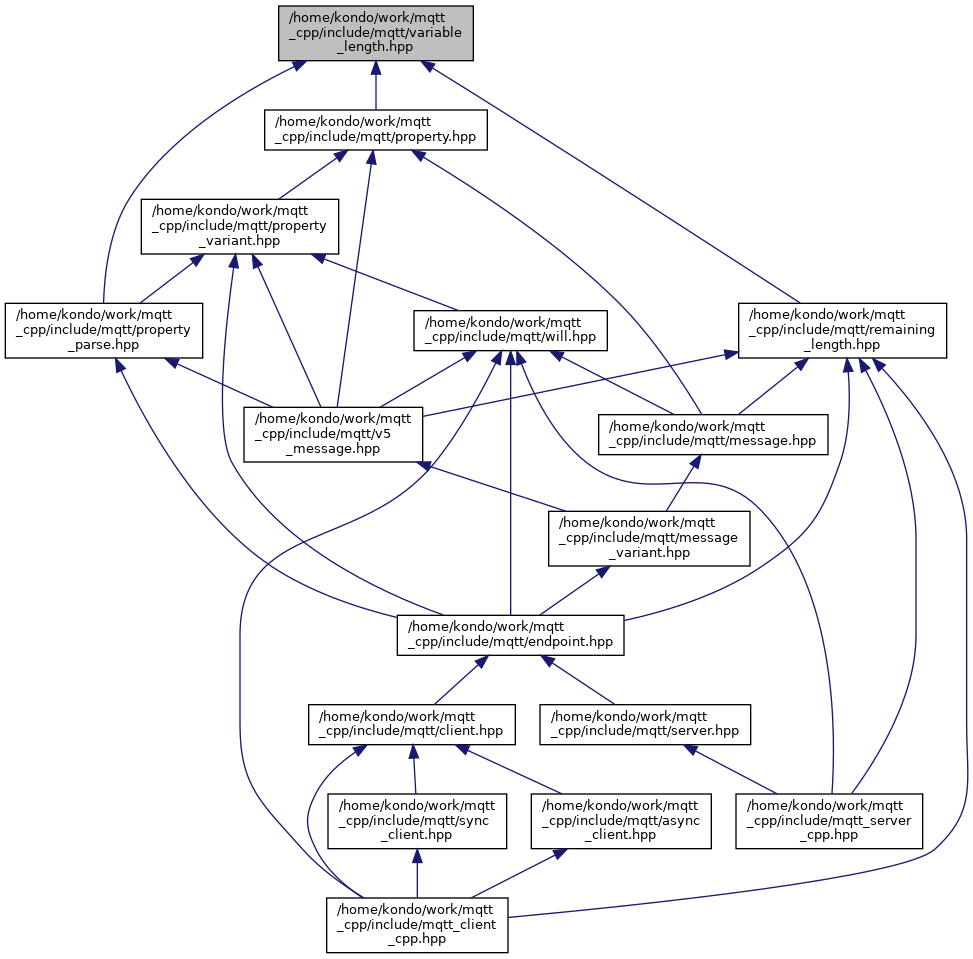 /home/kondo/work/mqtt
_cpp/include/mqtt/variable
_length.hpp
/home/kondo/work/mqtt
_cpp/include/mqtt/property.hpp
/home/kondo/work/mqtt
_cpp/include/mqtt/property
_variant.hpp
/home/kondo/work/mqtt
_cpp/include/mqtt/property
_parse.hpp
/home/kondo/work/mqtt
_cpp/include/mqtt/will.hpp
/home/kondo/work/mqtt
_cpp/include/mqtt/remaining
_length.hpp
/home/kondo/work/mqtt
_cpp/include/mqtt/v5
_message.hpp
/home/kondo/work/mqtt
_cpp/include/mqtt/message.hpp
/home/kondo/work/mqtt
_cpp/include/mqtt/message
_variant.hpp
/home/kondo/work/mqtt
_cpp/include/mqtt/endpoint.hpp
/home/kondo/work/mqtt
_cpp/include/mqtt/client.hpp
/home/kondo/work/mqtt
_cpp/include/mqtt/server.hpp
/home/kondo/work/mqtt
_cpp/include/mqtt/sync
_client.hpp
/home/kondo/work/mqtt
_cpp/include/mqtt/async
_client.hpp
/home/kondo/work/mqtt
_cpp/include/mqtt_server
_cpp.hpp
/home/kondo/work/mqtt
_cpp/include/mqtt_client
_cpp.hpp